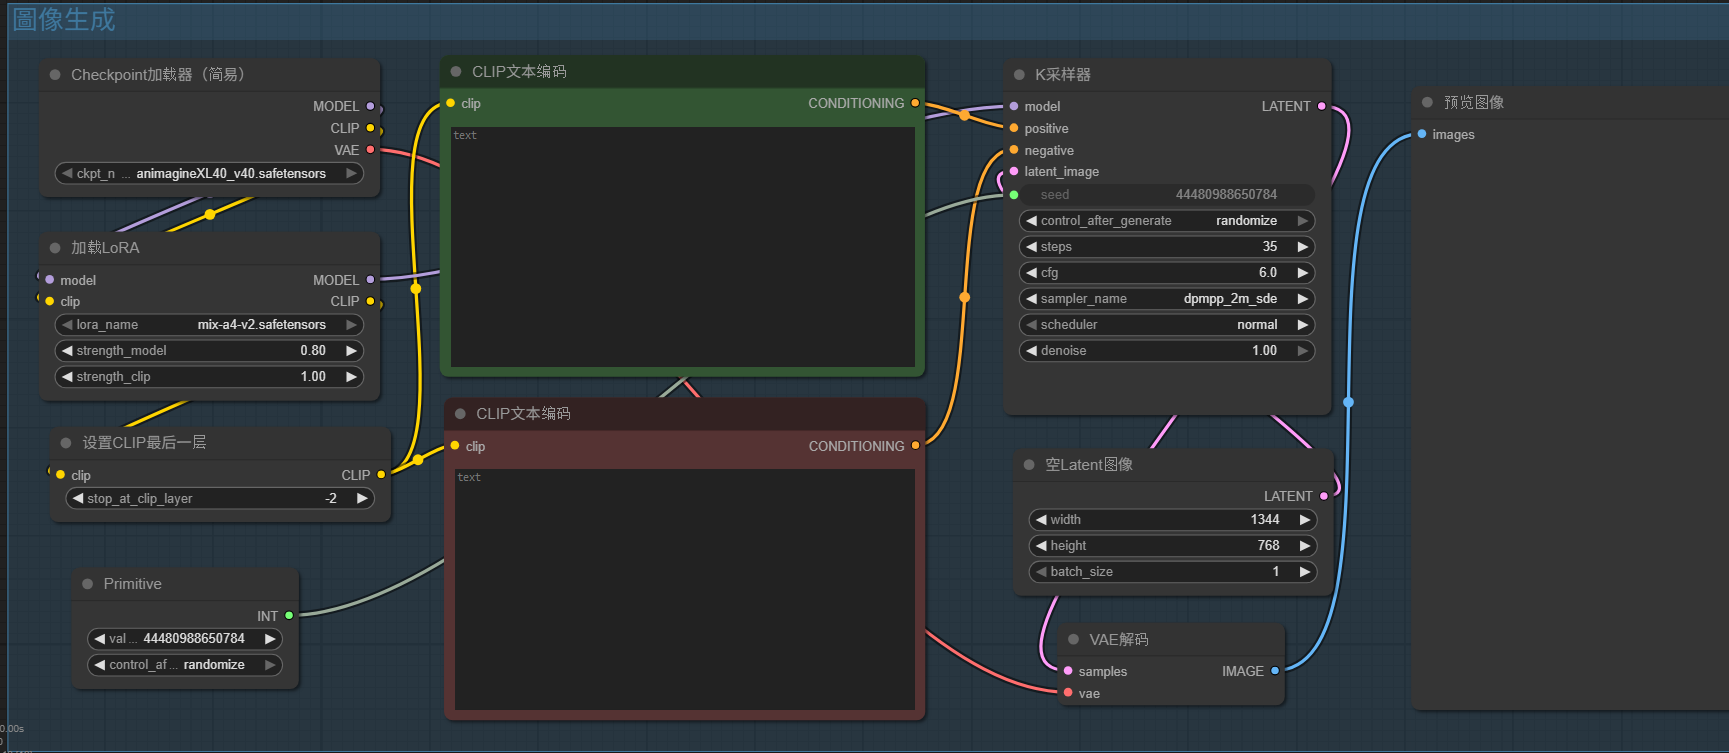 圖像生成
Checkpoint加载器（简易）
MODEL
CLIP
VAE
ckpt_n ... animagineXL40_v40.safetensors
加载LoRA
model MODEL
clip CLIP
lora_name mix-a4-v2.safetensors
strength_model 0.80
strength_clip 1.00
设置CLIP最后一层
clip CLIP
stop_at_clip_layer -2
Primitive
INT
val ... 44480988650784
control_af ... randomize
CLIP文本编码
clip CONDITIONING
text
CLIP文本编码
clip CONDITIONING
text
K采样器
model LATENT
positive
negative
latent_image
seed 44480988650784
control_after_generate randomize
steps 35
cfg 6.0
sampler_name dpmpp_2m_sde
scheduler normal
denoise 1.00
空Latent图像
LATENT
width 1344
height 768
batch_size 1
VAE解码
samples IMAGE
vae
预览图像
images
0.00s